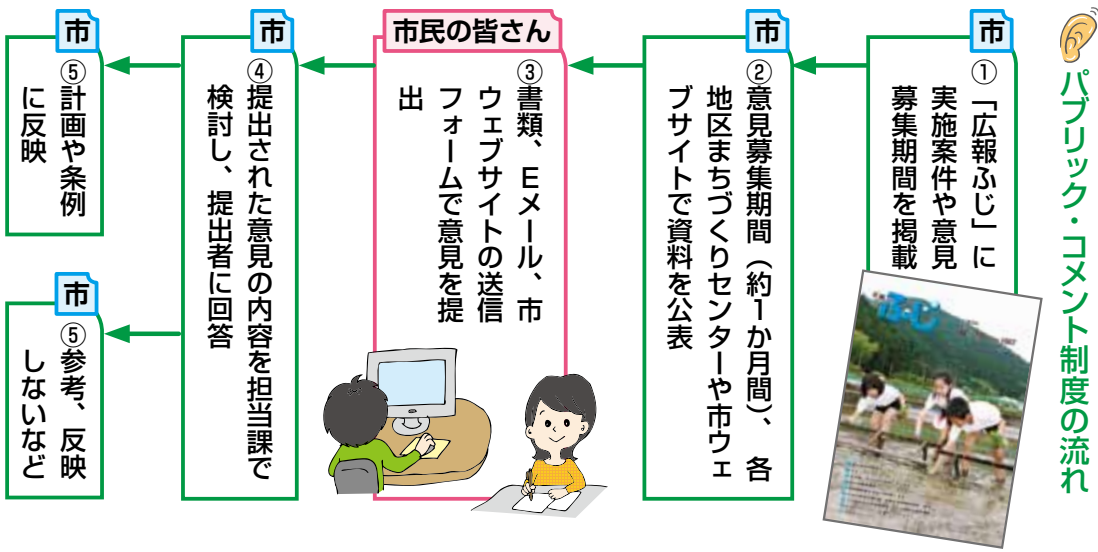 パブリック・コメント制度の流れ
市
①「広報ふじ」に
実施案件や意見
募集期間を掲載
ふじ
市
②意見募集期間（約1か月間）、各
地区まちづくりセンターや市ウェ
ブサイトで資料を公表
市民の皆さん
③書類、Eメール、市
ウェブサイトの送信
フォームで意見を提
出
市
④提出された意見の内容を担当課で
検討し、提出者に回答
市
⑤計画や条例
に反映
市
⑤参考、反映
しないなど